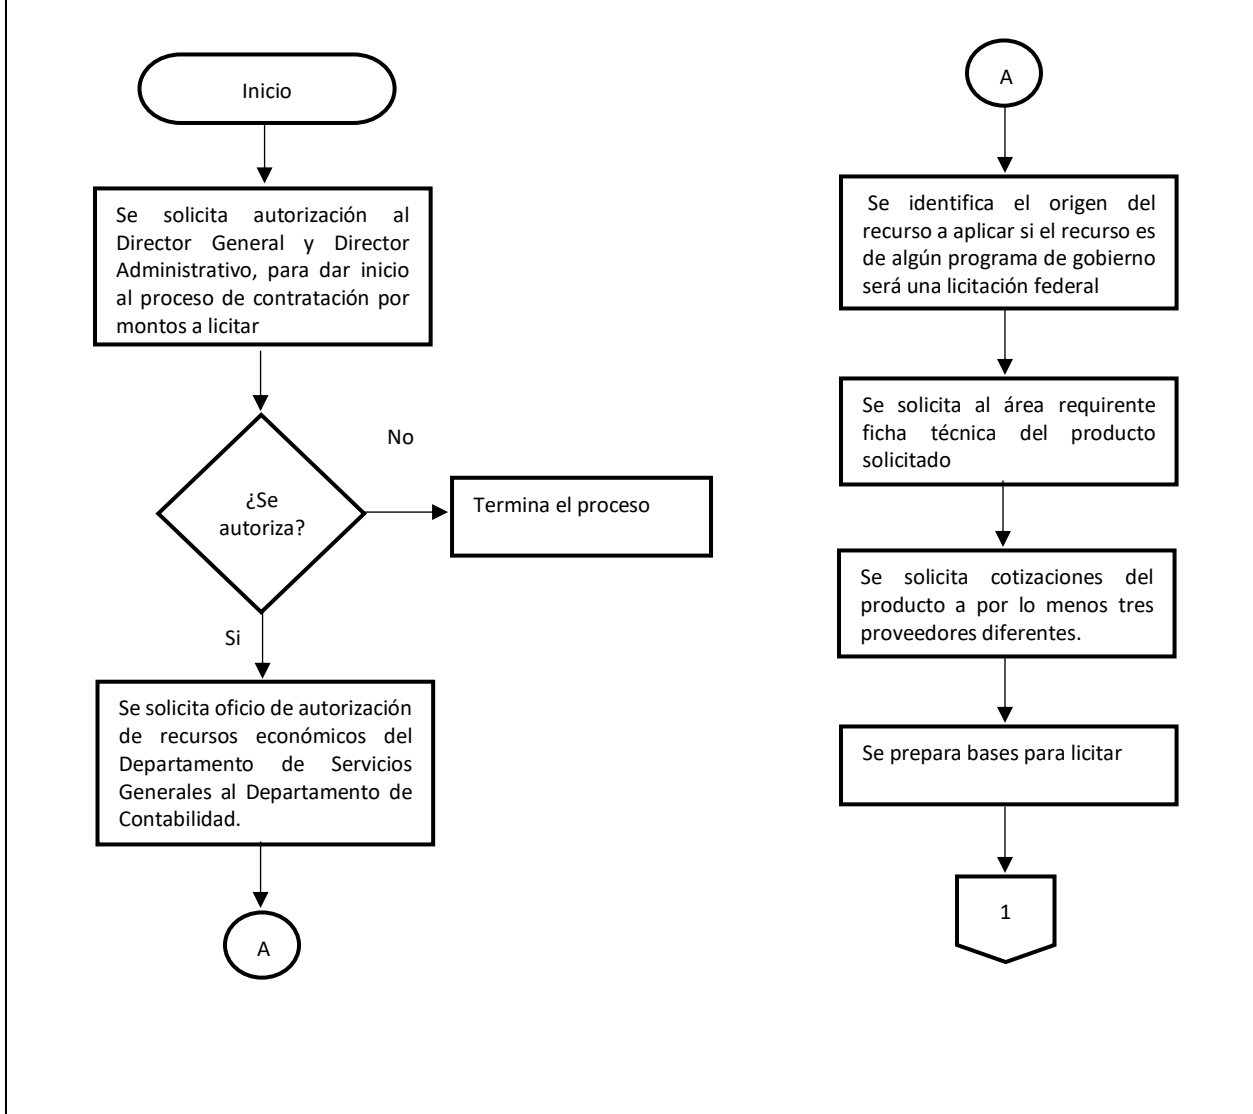 Inicio
Se solicita autorización al
Director General y Director
Administrativo, para dar inicio
al proceso de contratación por
montos a licitar
¿Se
autoriza?
No
Termina el proceso
Si
Se solicita oficio de autorización
de recursos económicos del
Departamento de Servicios
Generales al Departamento de
Contabilidad.
A
A
Se identifica el origen del
recurso a aplicar si el recurso es
de algún programa de gobierno
será una licitación federal
Se solicita al área requirente
ficha técnica del producto
solicitado
Se solicita cotizaciones del
producto a por lo menos tres
proveedores diferentes.
Se prepara bases para licitar
1